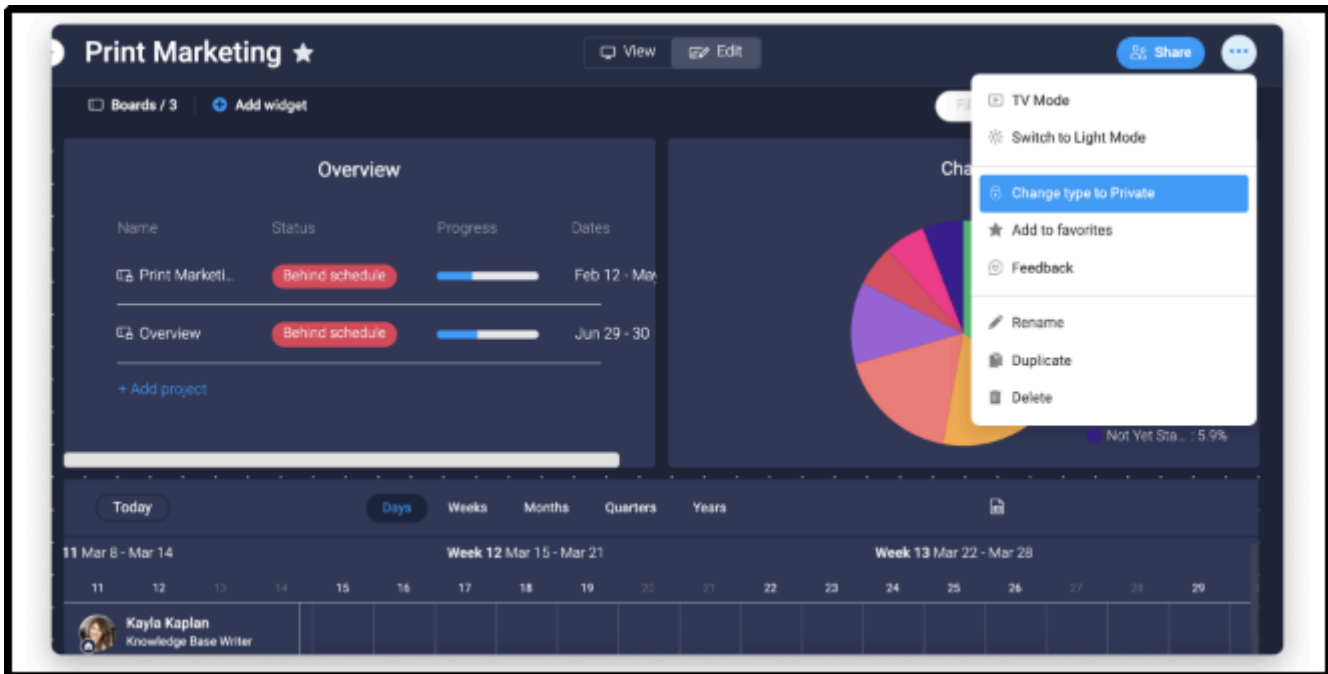 Print Marketing
View Edit
Share
Boards / 3 Add widget
TV Mode
Switch to Light Mode
Change type to Private
Add to favorites
Feedback
Rename
Duplicate
Delete
Overview
Name Status Progress Dates
Print Marketi... Behind schedule Feb 12 - May
Overview Behind schedule Jun 29 - 30
+ Add project
Cha
Not Yet Sta... : 5.9%
Today Days Weeks Months Quarters Years
11 Mar 8 - Mar 14 Week 12 Mar 15 - Mar 21 Week 13 Mar 22 - Mar 28
11 12 13 14 15 16 17 18 19 20 21 22 23 24 25 26 27 28 29
Kayla Kaplan
Knowledge Base Writer